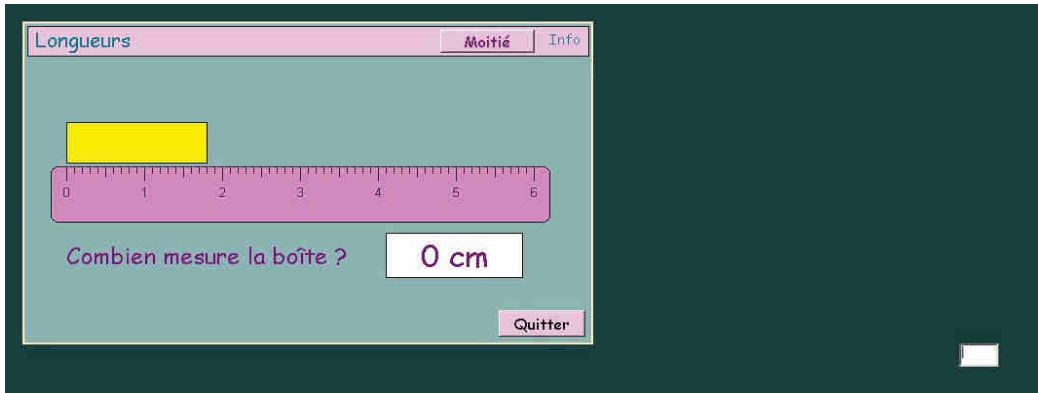 Longueurs Moitié Info
0 1 2 3 4 5 6
Combien mesure la boîte ? 0 cm
Quitter